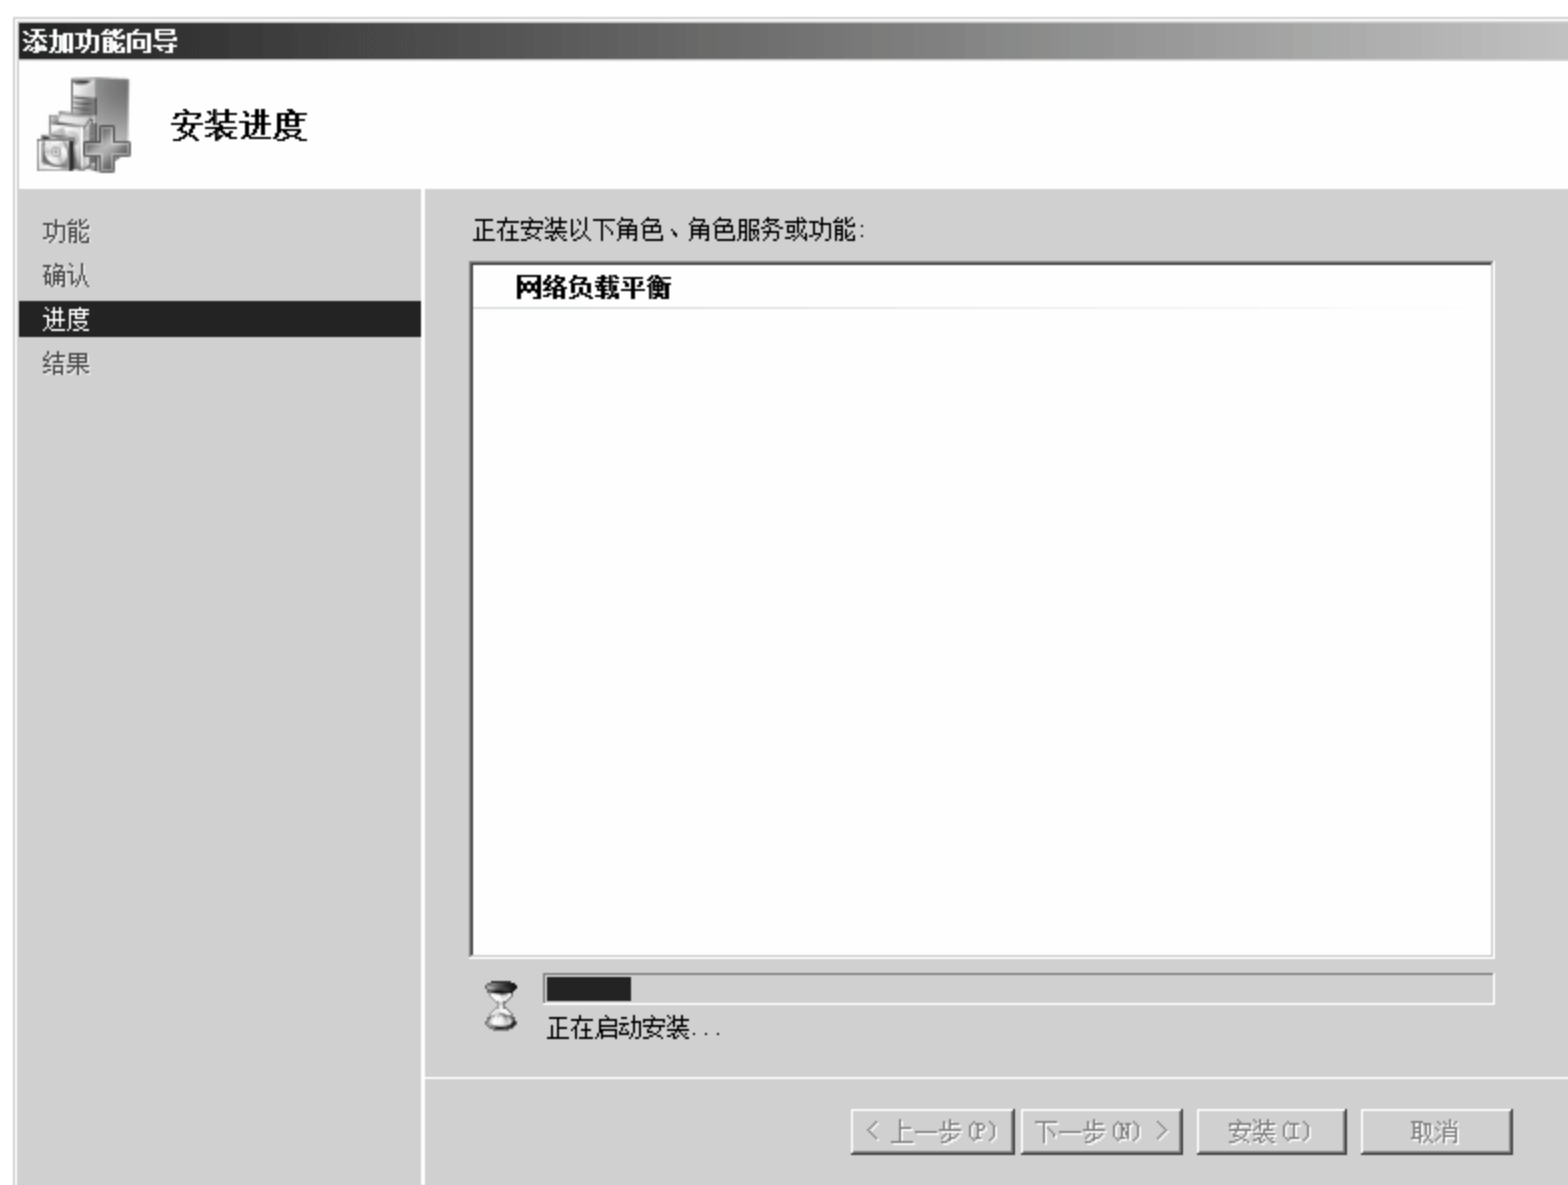 添加功能向导
安装进度
功能
确认
进度
结果
正在安装以下角色、角色服务或功能:
网络负载平衡
正在启动安装...
< 上一步(P) 下一步(N) > 安装(I) 取消